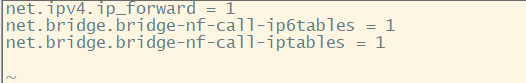 net.ipv4.ip_forward = 1
net.bridge.bridge-nf-call-ip6tables = 1
net.bridge.bridge-nf-call-iptables = 1
~